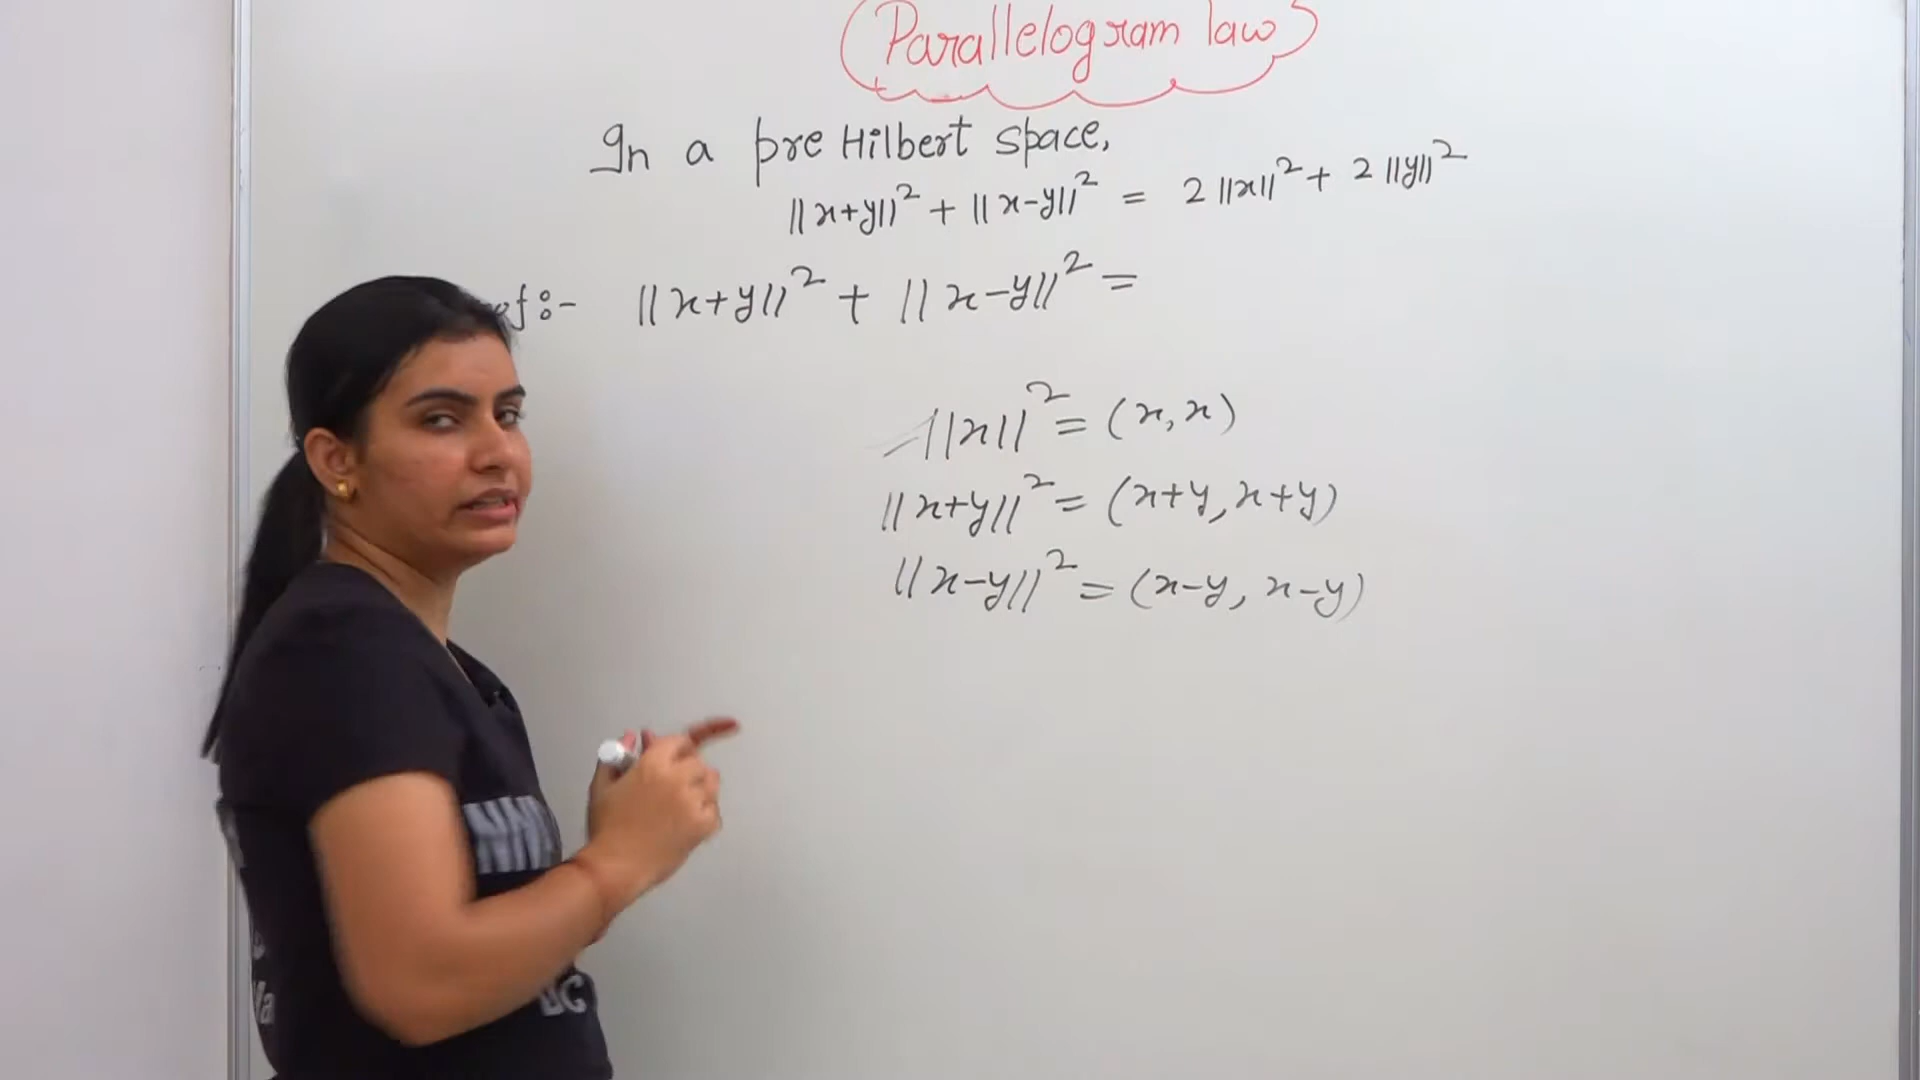 Parallelogram law
In a pre Hilbert space,
||x+y||² + ||x-y||² = 2||x||² + 2||y||²
||x+y||² + ||x-y||² =
||x||² = (x, x)
||x+y||² = (x+y, x+y)
||x-y||² = (x-y, x-y)